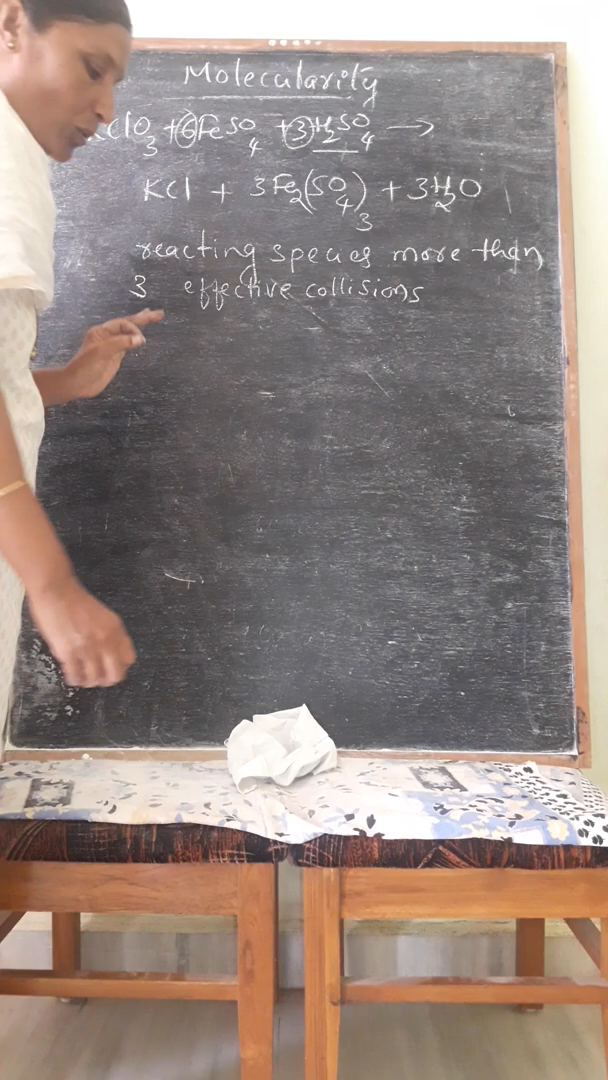 Molecularity
KClO3 + 6FeSO4 + 3H2SO4 →
KCl + 3Fe2(SO4)3 + 3H2O
reacting species more than
3 effective collisions